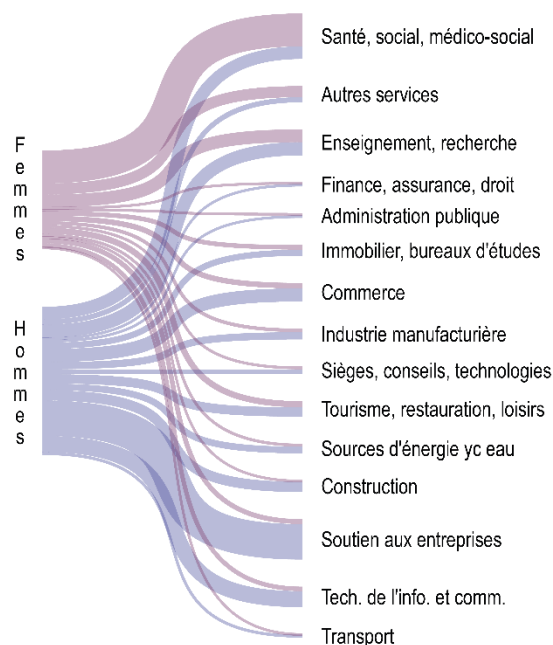 Femmes
Hommes
Santé, social, médico-social
Autres services
Enseignement, recherche
Finance, assurance, droit
Administration publique
Immobilier, bureaux d'études
Commerce
Industrie manufacturière
Sièges, conseils, technologies
Tourisme, restauration, loisirs
Sources d'énergie yc eau
Construction
Soutien aux entreprises
Tech. de l'info. et comm.
Transport